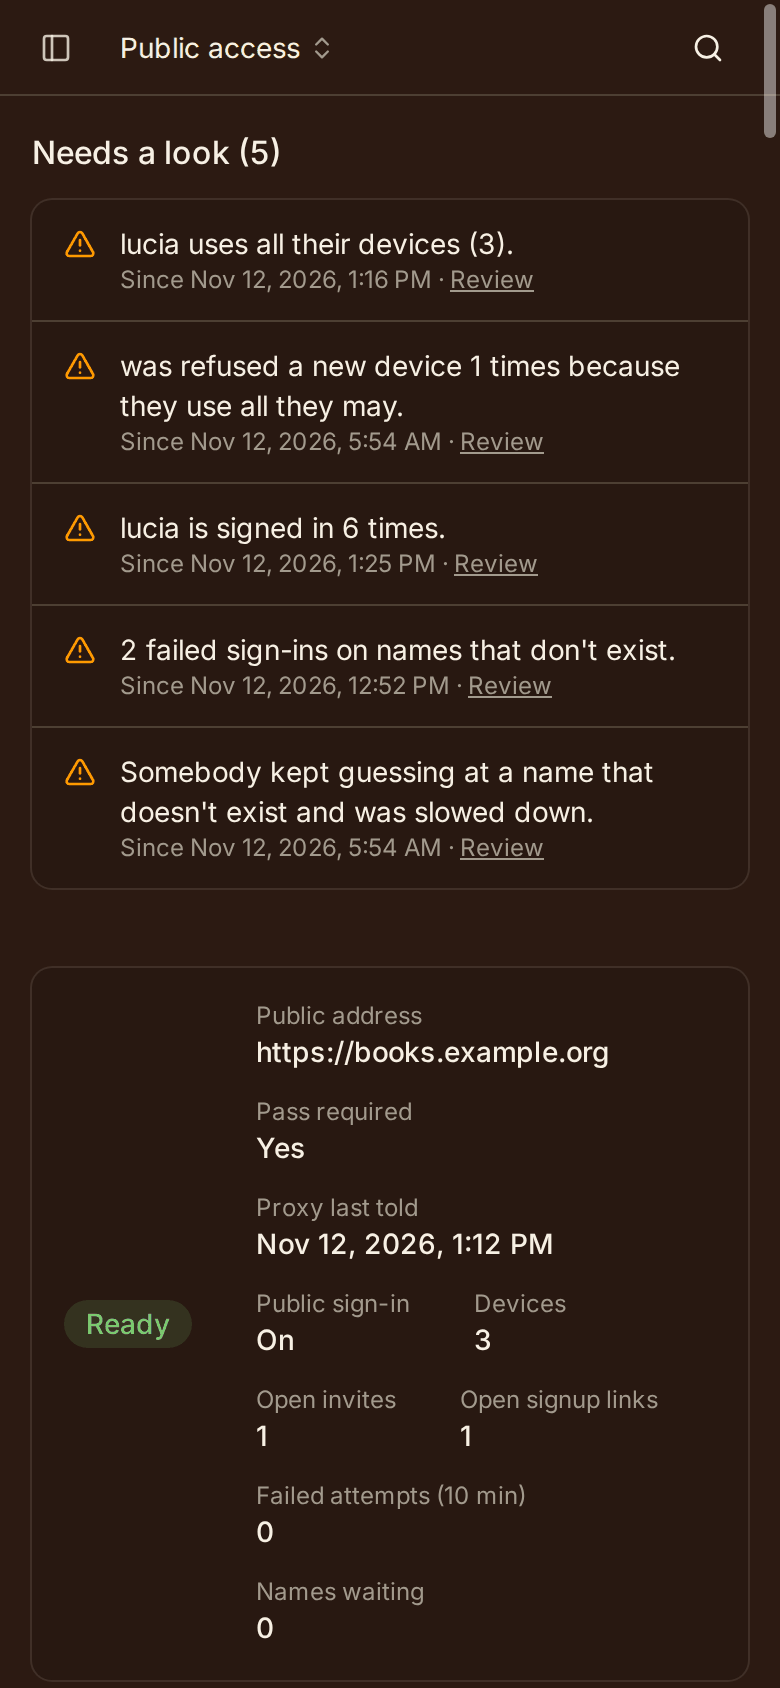 Public access
Needs a look (5)
lucia uses all their devices (3).
Since Nov 12, 2026, 1:16 PM · Review
was refused a new device 1 times because
they use all they may.
Since Nov 12, 2026, 5:54 AM · Review
lucia is signed in 6 times.
Since Nov 12, 2026, 1:25 PM · Review
2 failed sign-ins on names that don't exist.
Since Nov 12, 2026, 12:52 PM · Review
Somebody kept guessing at a name that
doesn't exist and was slowed down.
Since Nov 12, 2026, 5:54 AM · Review
Ready
Public address
https://books.example.org
Pass required
Yes
Proxy last told
Nov 12, 2026, 1:12 PM
Public sign-in
On
Devices
3
Open invites
1
Open signup links
1
Failed attempts (10 min)
0
Names waiting
0